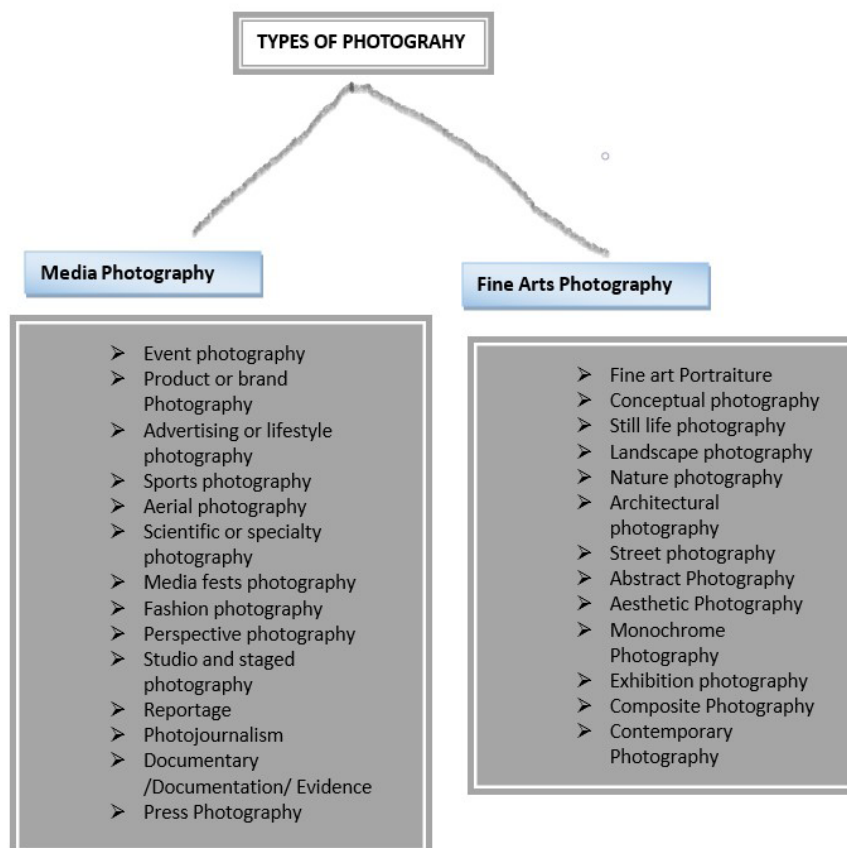 TYPES OF PHOTOGRAHY
Media Photography
Event photography
Product or brand
Photography
Advertising or lifestyle
photography
Sports photography
Aerial photography
Scientific or specialty
photography
Media fests photography
Fashion photography
Perspective photography
Studio and staged
photography
Reportage
Photojournalism
Documentary
/Documentation/ Evidence
Press Photography
Fine Arts Photography
Fine art Portraiture
Conceptual photography
Still life photography
Landscape photography
Nature photography
Architectural
photography
Street photography
Abstract Photography
Aesthetic Photography
Monochrome
Photography
Exhibition photography
Composite Photography
Contemporary
Photography